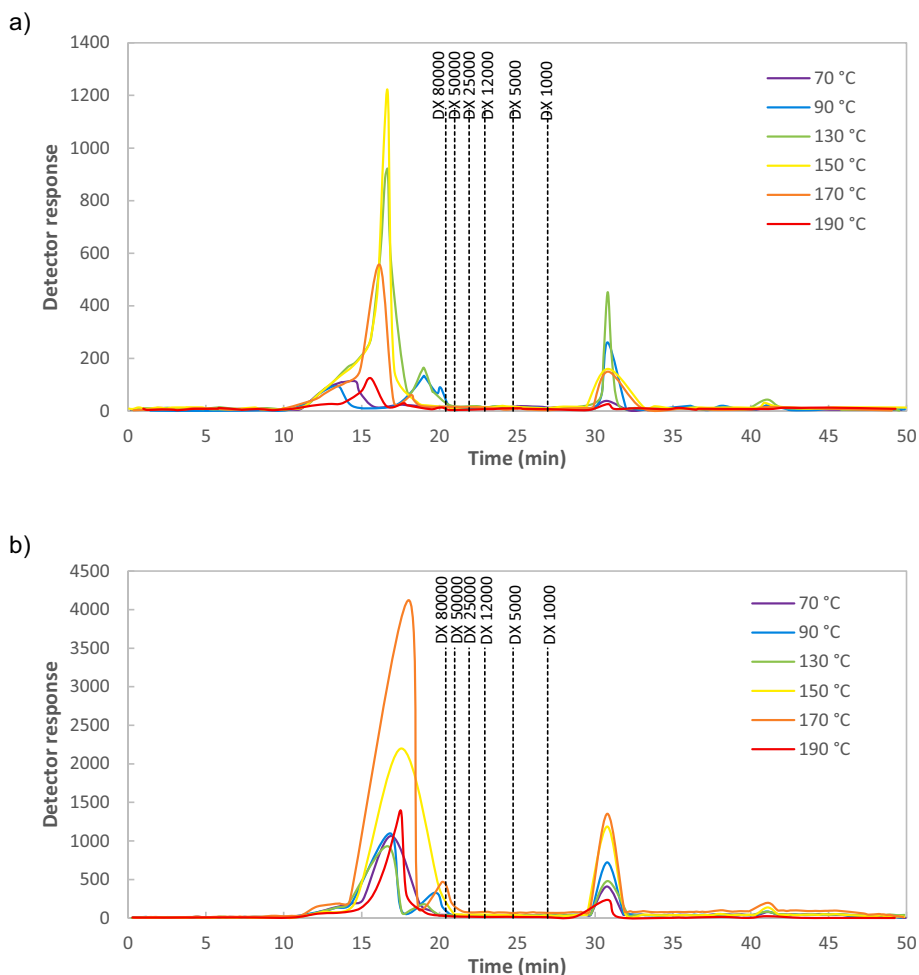 a)
1400
1200
1000
800
600
400
200
0
Detector response
DX 80000
DX 50000
DX 25000
DX 12000
DX 5000
DX 1000
70 °C
90 °C
130 °C
150 °C
170 °C
190 °C
0 5 10 15 20 25 30 35 40 45 50
Time (min)
b)
4500
4000
3500
3000
2500
2000
1500
1000
500
0
Detector response
DX 80000
DX 50000
DX 25000
DX 12000
DX 5000
DX 1000
70 °C
90 °C
130 °C
150 °C
170 °C
190 °C
0 5 10 15 20 25 30 35 40 45 50
Time (min)